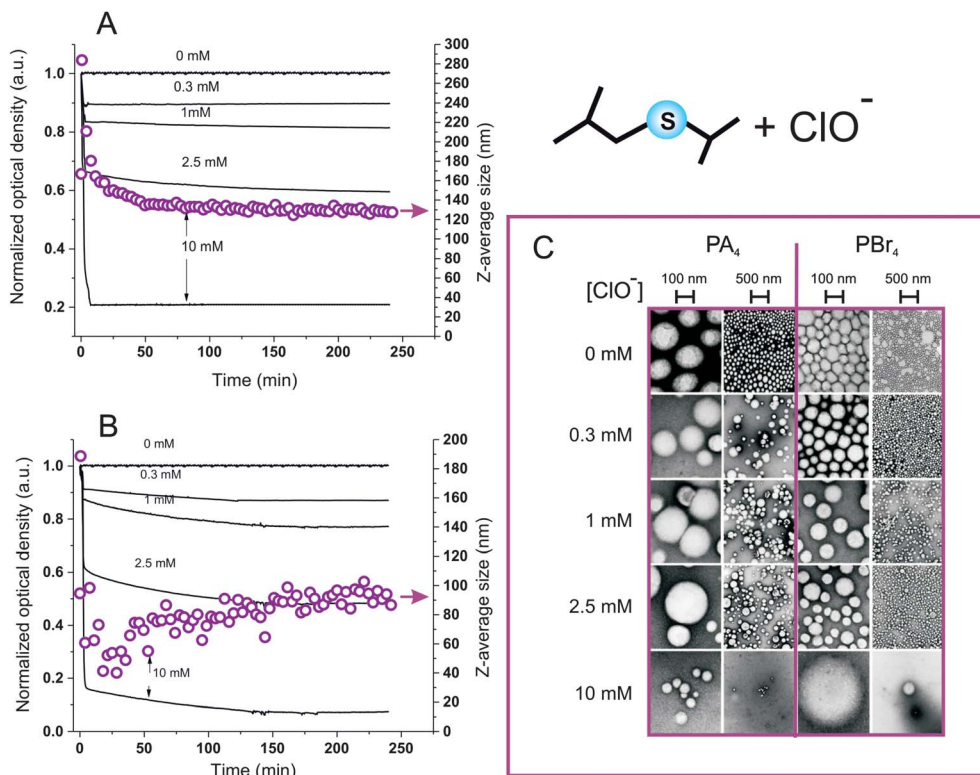 A
Normalized optical density (a.u.)
1.0
0.8
0.6
0.4
0.2
0 mM
0.3 mM
1mM
2.5 mM
10 mM
300
280
260
240
220
200
180
160
140
120
100
80
60
40
20
0
Z-average size (nm)
0 50 100 150 200 250
Time (min)
B
Normalized optical density (a.u.)
1.0
0.8
0.6
0.4
0.2
0.0
0 mM
0.3 mM
1 mM
2.5 mM
10 mM
200
180
160
140
120
100
80
60
40
20
0
Z-average size (nm)
0 50 100 150 200 250
Time (min)
S + ClO⁻
C
PA₄ PBr₄
100 nm 500 nm 100 nm 500 nm
[ClO⁻]
0 mM
0.3 mM
1 mM
2.5 mM
10 mM